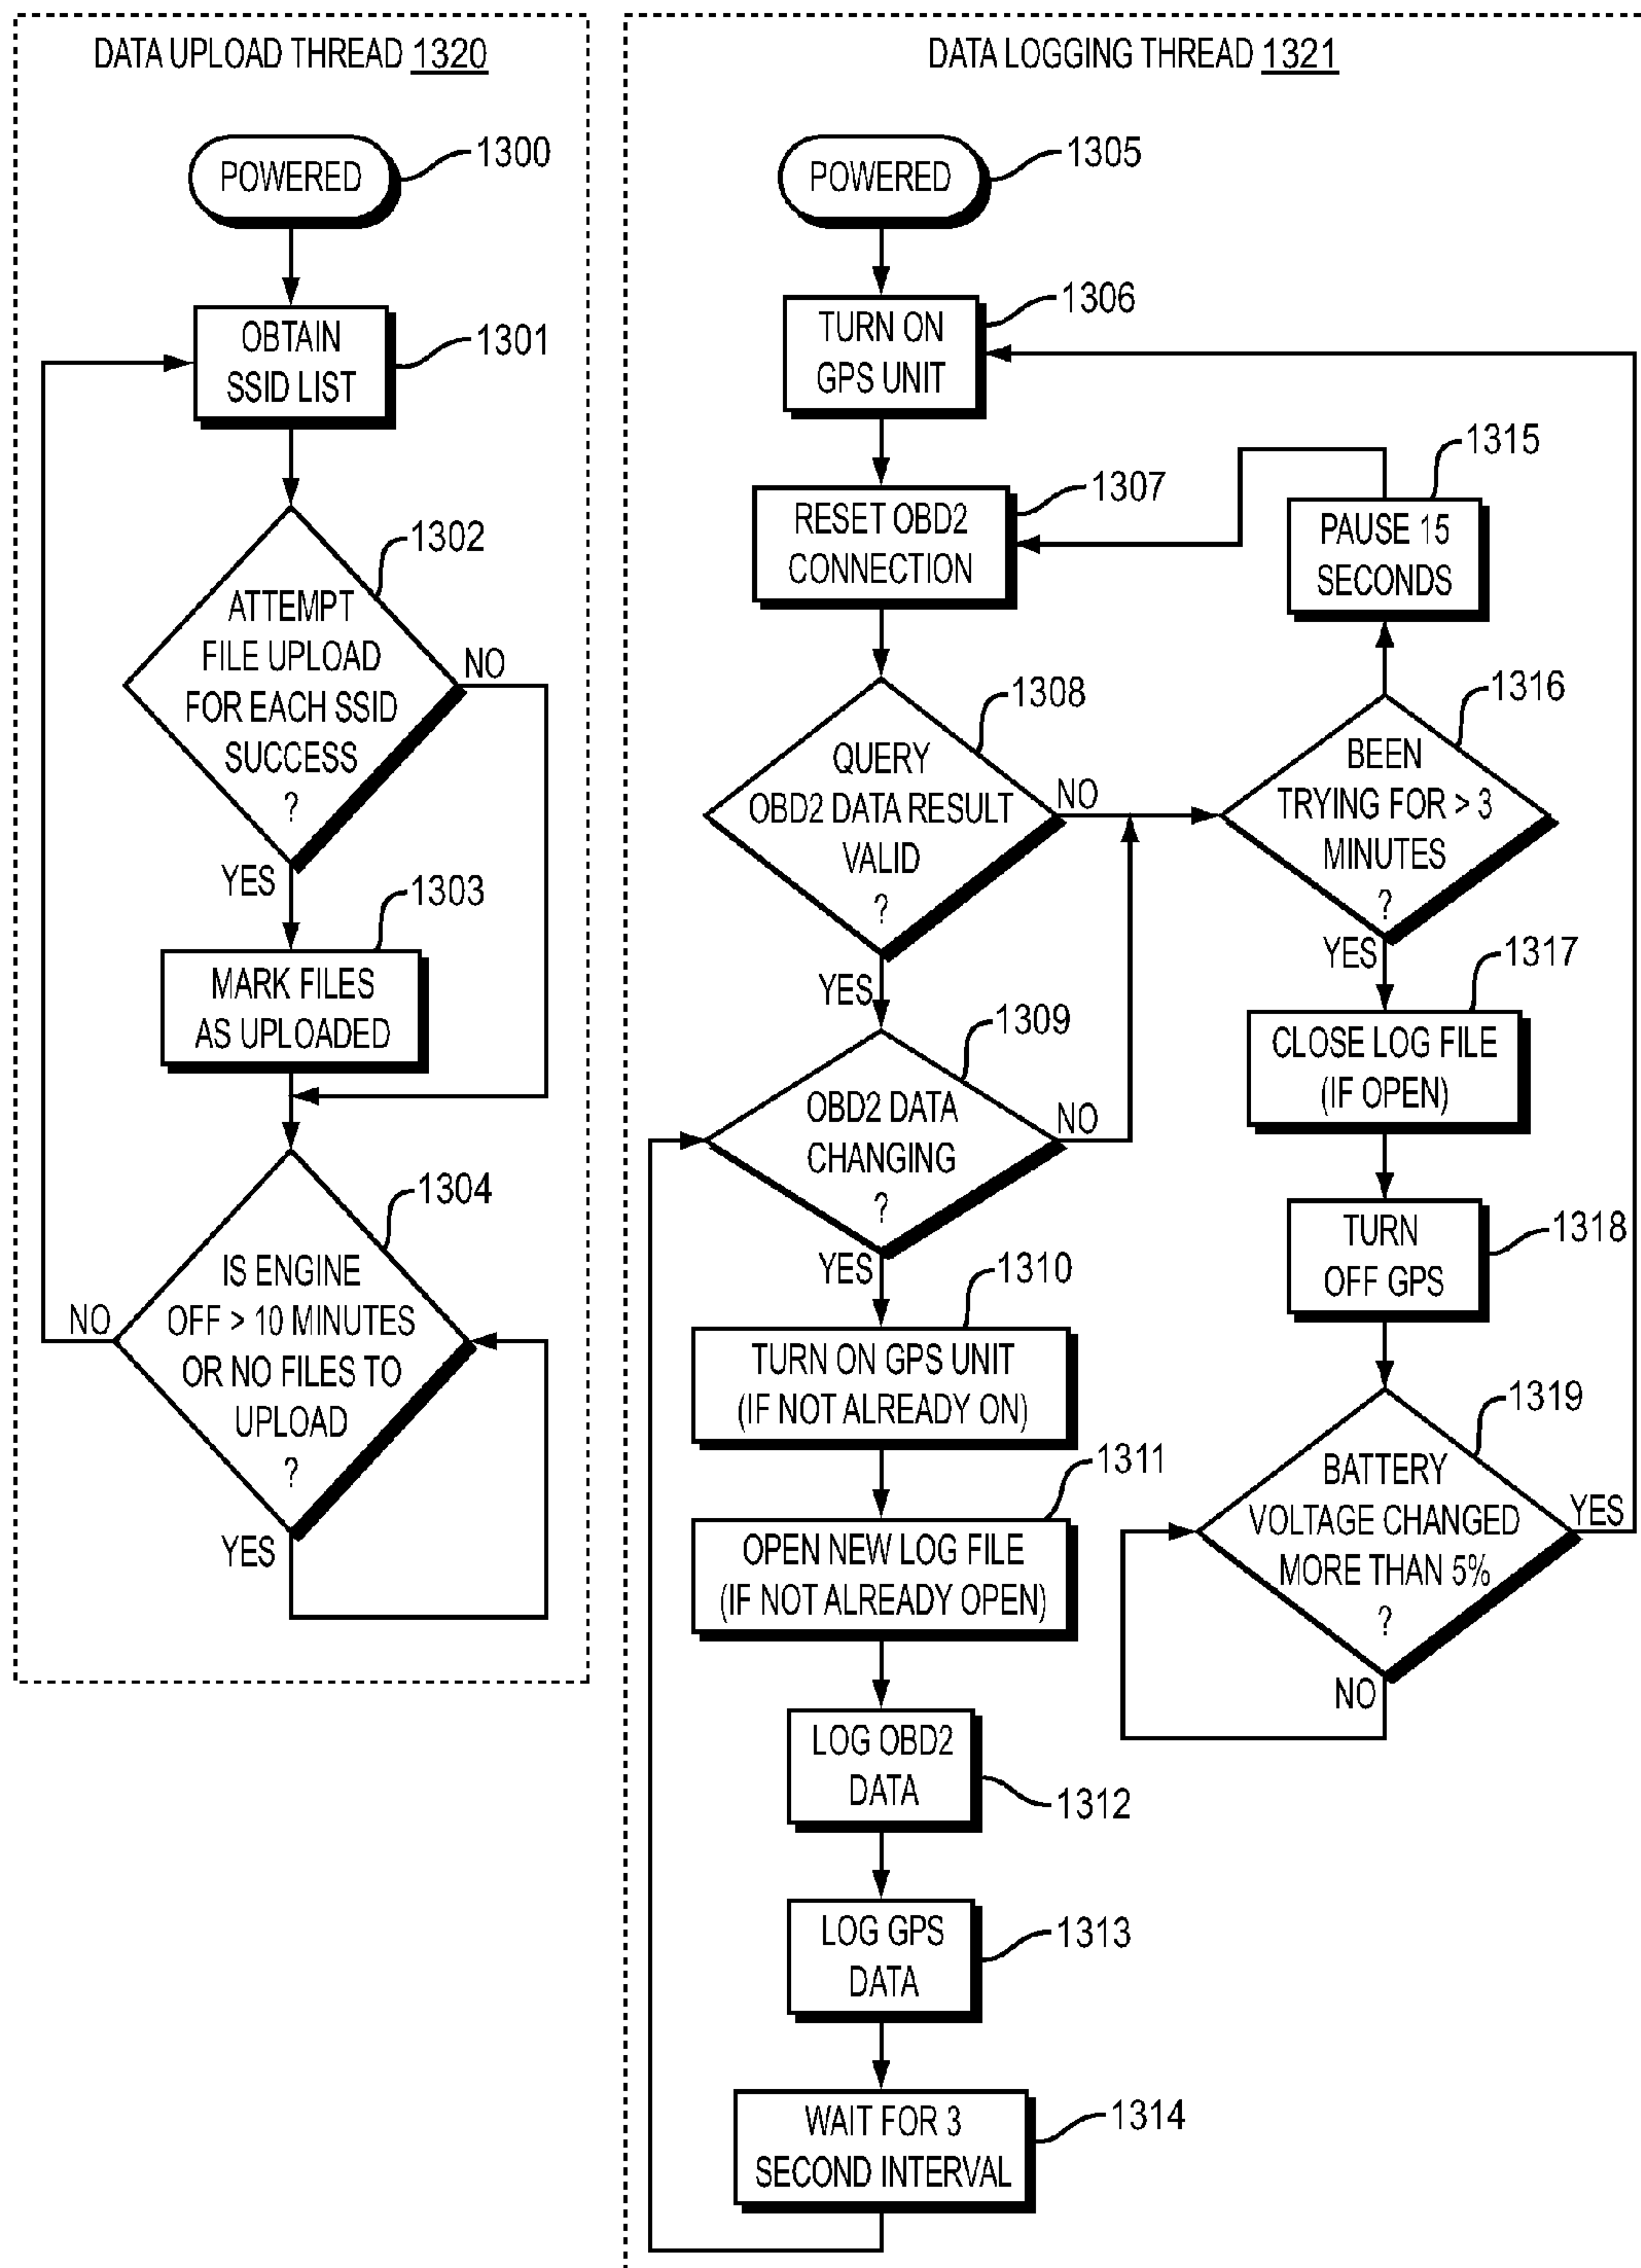 DATA UPLOAD THREAD 1320
POWERED
1300
OBTAIN
SSID LIST
1301
ATTEMPT
FILE UPLOAD
FOR EACH SSID
SUCCESS
?
1302
NO
YES
MARK FILES
AS UPLOADED
1303
IS ENGINE
OFF > 10 MINUTES
OR NO FILES TO
UPLOAD
?
1304
NO
YES
DATA LOGGING THREAD 1321
POWERED
1305
TURN ON
GPS UNIT
1306
RESET OBD2
CONNECTION
1307
QUERY
OBD2 DATA RESULT
VALID
?
1308
NO
YES
OBD2 DATA
CHANGING
?
1309
NO
YES
TURN ON GPS UNIT
(IF NOT ALREADY ON)
1310
OPEN NEW LOG FILE
(IF NOT ALREADY OPEN)
1311
LOG OBD2
DATA
1312
LOG GPS
DATA
1313
WAIT FOR 3
SECOND INTERVAL
1314
PAUSE 15
SECONDS
1315
BEEN
TRYING FOR > 3
MINUTES
?
1316
YES
CLOSE LOG FILE
(IF OPEN)
1317
TURN
OFF GPS
1318
BATTERY
VOLTAGE CHANGED
MORE THAN 5%
?
1319
YES
NO